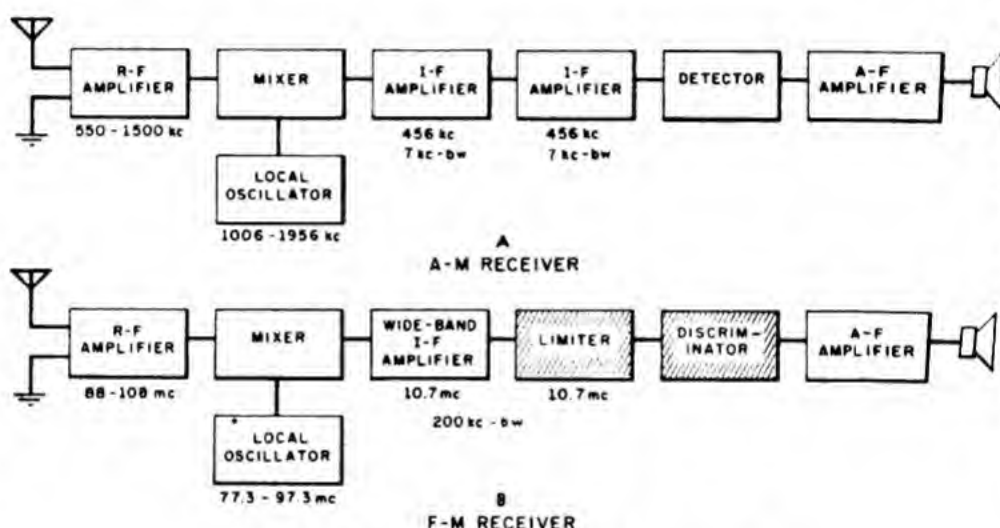 R-F
AMPLIFIER
550-1500 kc
MIXER
LOCAL
OSCILLATOR
1006-1956 kc
I-F
AMPLIFIER
456 kc
7 kc-bw
I-F
AMPLIFIER
456 kc
7 kc-bw
DETECTOR
A-F
AMPLIFIER
A
A-M RECEIVER
R-F
AMPLIFIER
88-108 mc
MIXER
LOCAL
OSCILLATOR
77.3-97.3 mc
WIDE-BAND
I-F
AMPLIFIER
10.7 mc
LIMITER
10.7 mc
200 kc-bw
DISCRIM-
INATOR
A-F
AMPLIFIER
B
F-M RECEIVER